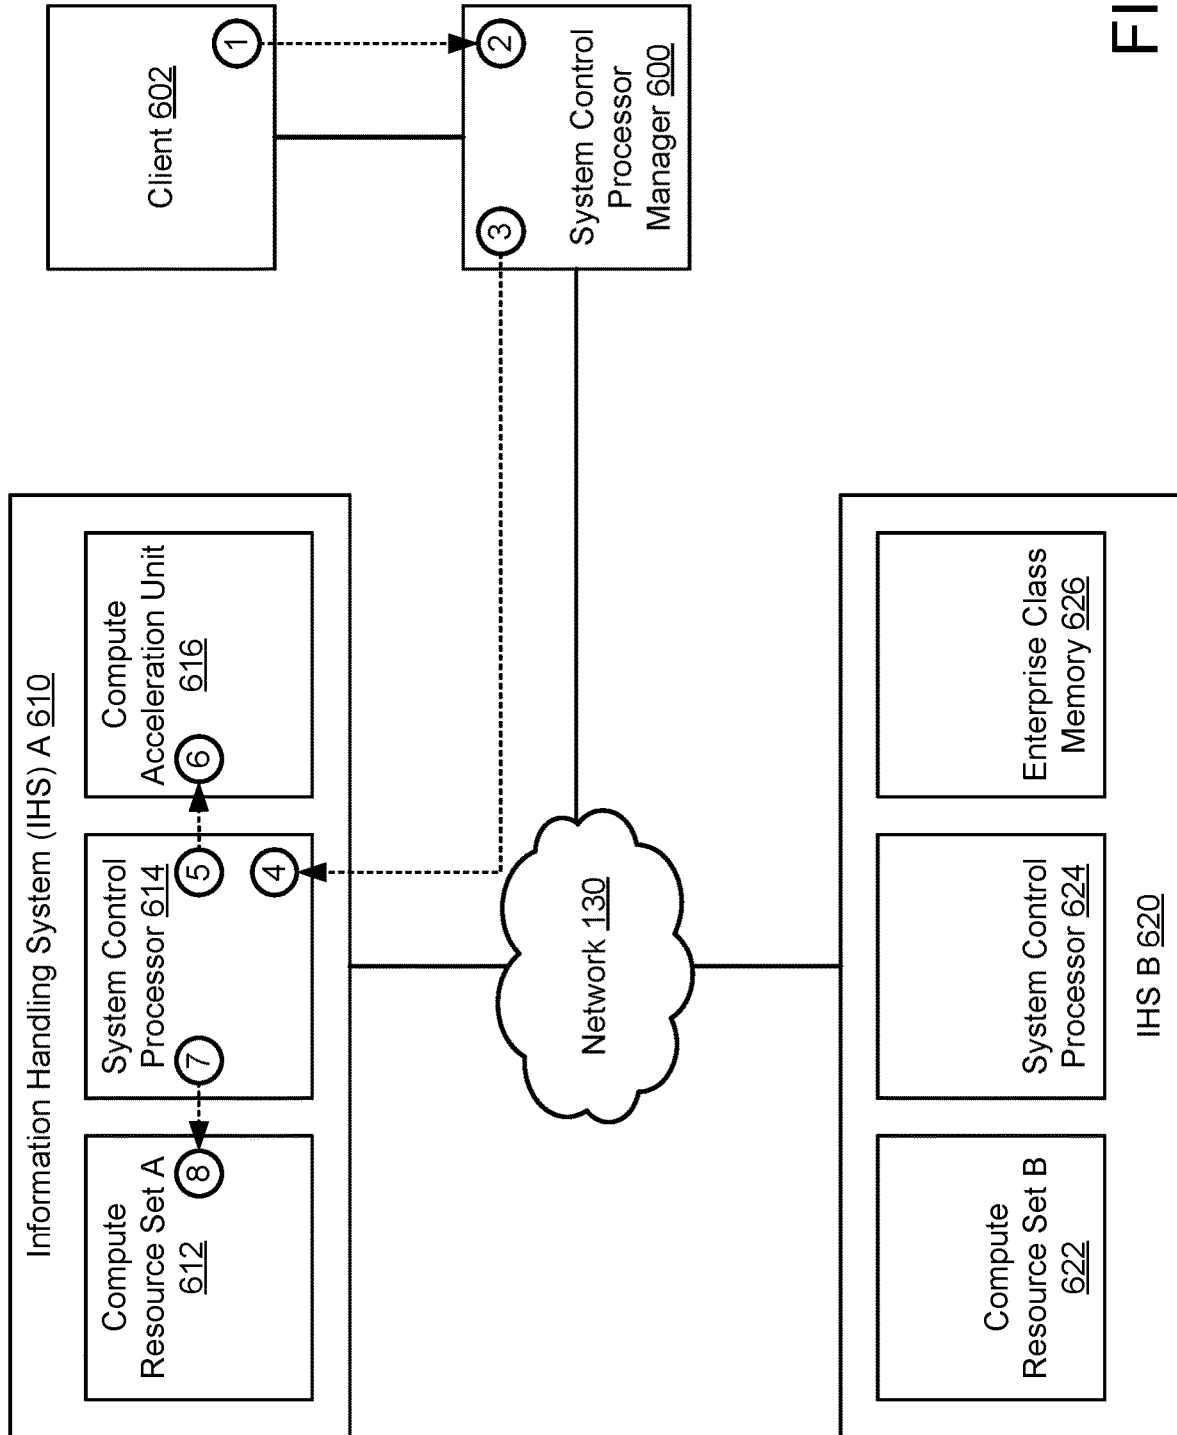 Information Handling System (IHS) A 610
Compute
Resource Set A
612
8
System Control
Processor 614
7
5
4
Compute
Acceleration Unit
616
6
Client 602
1
System Control
Processor
Manager 600
2
3
Network 130
Compute
Resource Set B
622
System Control
Processor 624
Enterprise Class
Memory 626
IHS B 620
FI